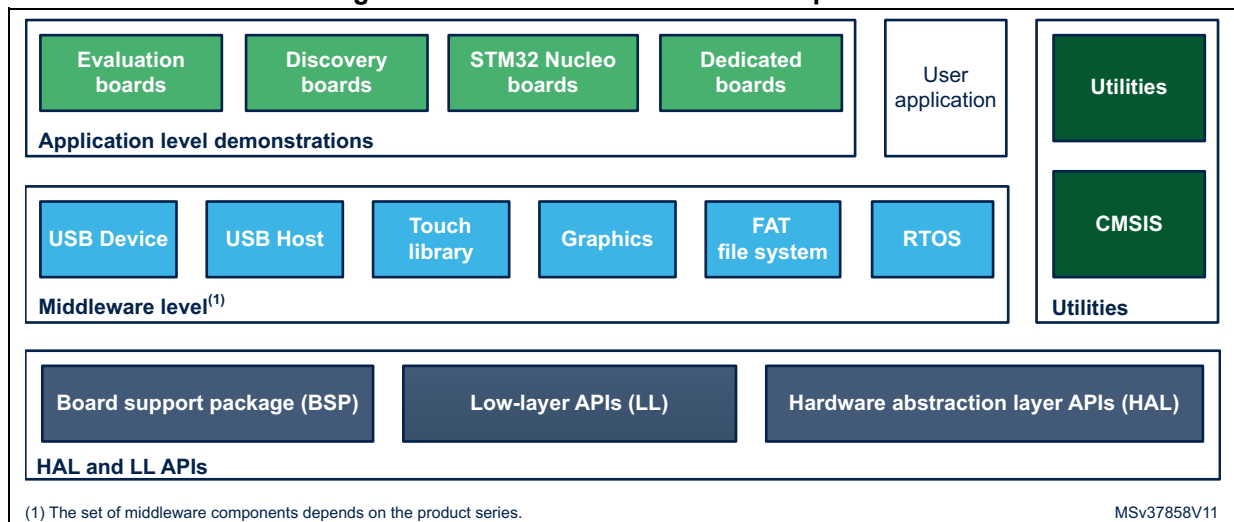 Evaluation
boards
Discovery
boards
STM32 Nucleo
boards
Dedicated
boards
Application level demonstrations
User
application
Utilities
CMSIS
Utilities
USB Device
USB Host
Touch
library
Graphics
FAT
file system
RTOS
Middleware level(1)
Board support package (BSP)
Low-layer APIs (LL)
Hardware abstraction layer APIs (HAL)
HAL and LL APIs
(1) The set of middleware components depends on the product series.
MSv37858V11